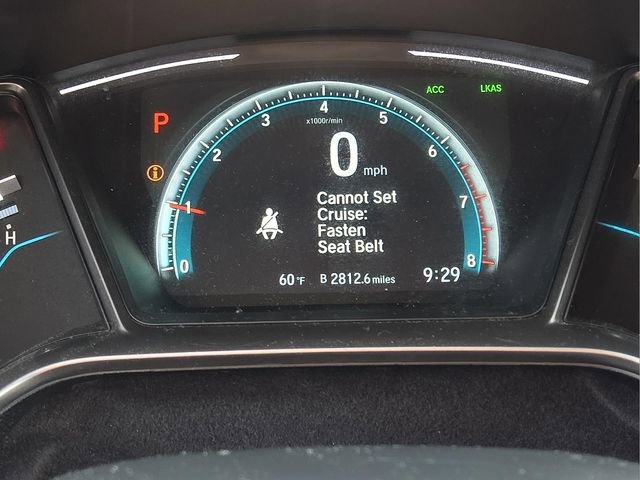 ACC LKAS
P
4
3 5
x1000r/min
2 6
0 mph
i
1 7
Cannot Set
Cruise:
Fasten
Seat Belt
H
0 8
60 °F B 2812.6 miles 9:29